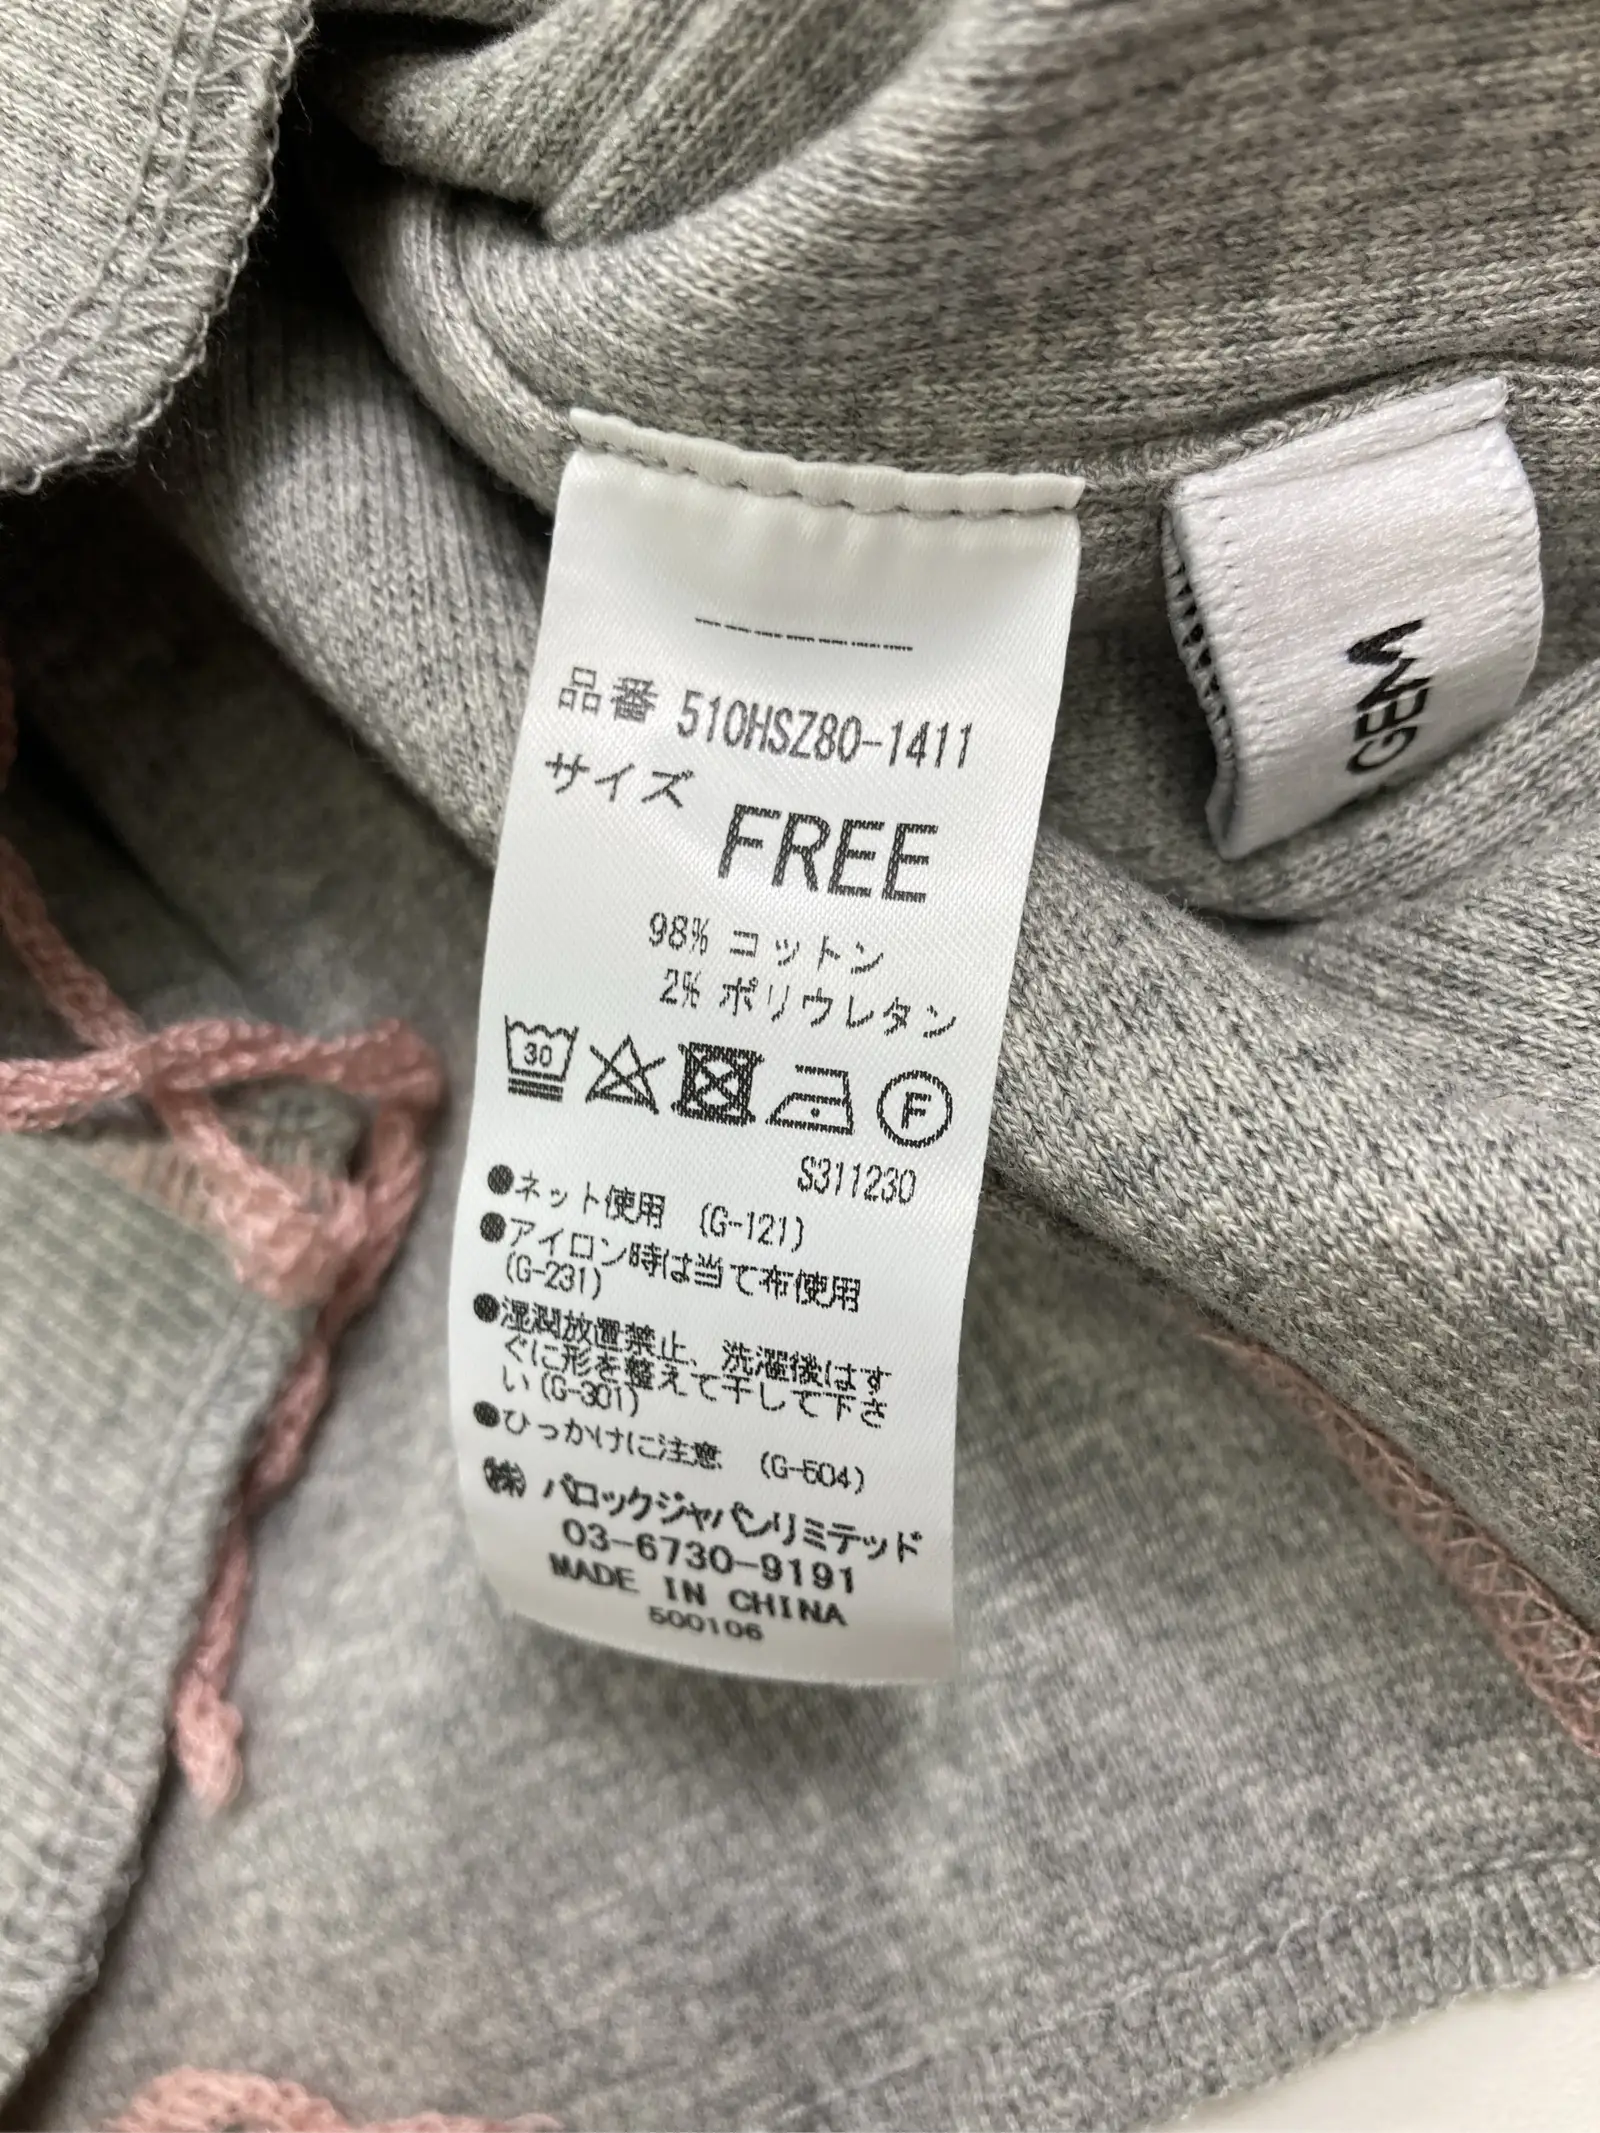 品番 510HSZ80-1411
サイズ
FREE
98% コットン
2% ポリウレタン
30
F
S311230
●ネット使用 (G-121)
●アイロン時は当て布使用
(G-231)
●湿潤放置禁止、洗濯後はす
ぐに形を整えて干して下さ
い(G-301)
●ひっかけに注意 (G-504)
㈱ バロックジャパンリミテッド
03-6730-9191
MADE IN CHINA
500106
GEM